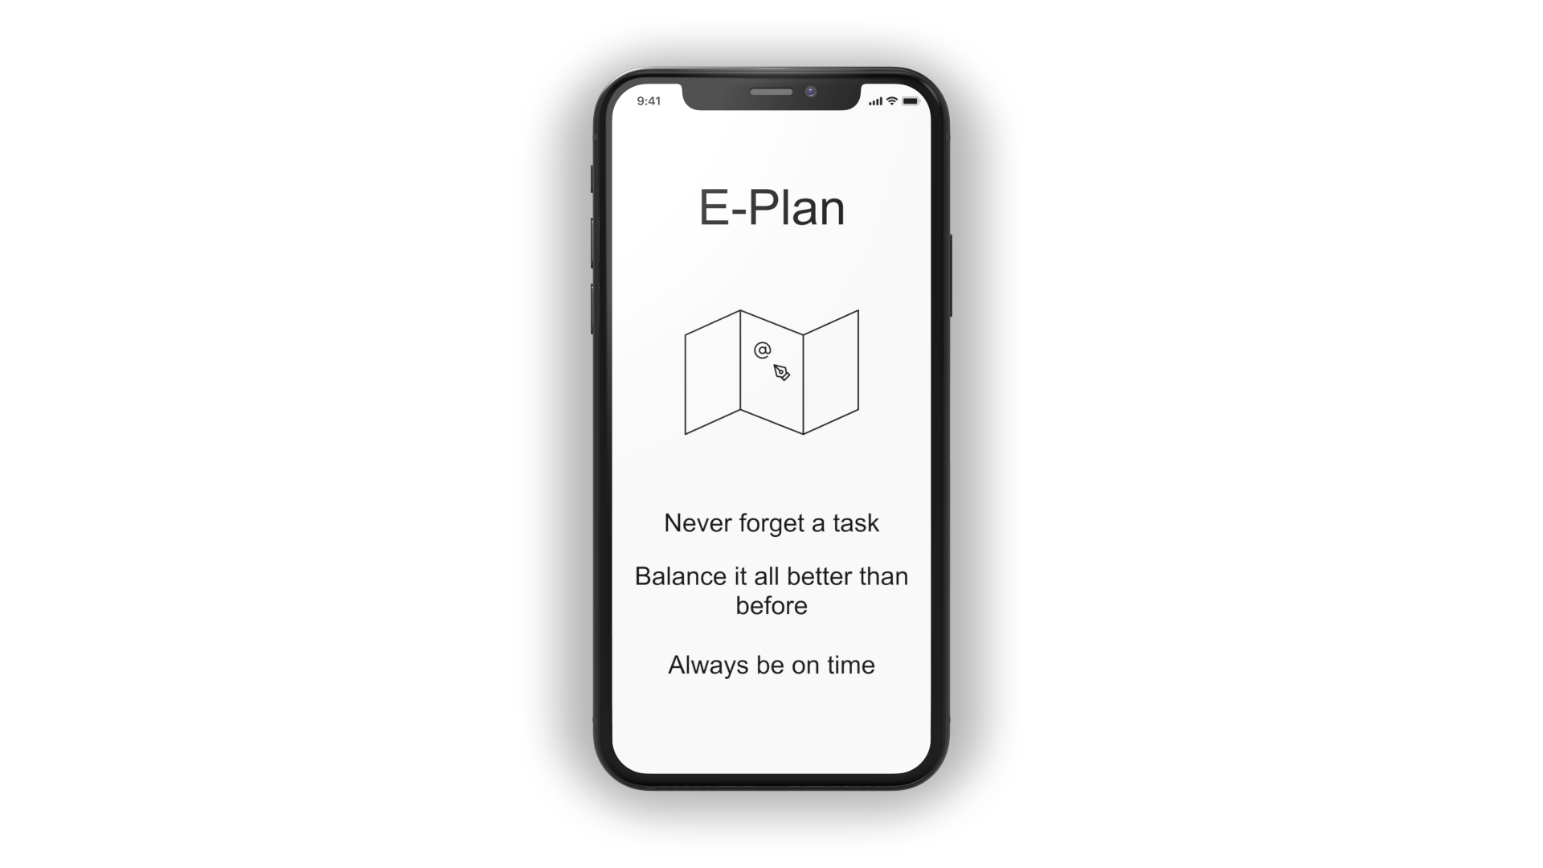 9:41
E-Plan
@
Never forget a task
Balance it all better than
before
Always be on time